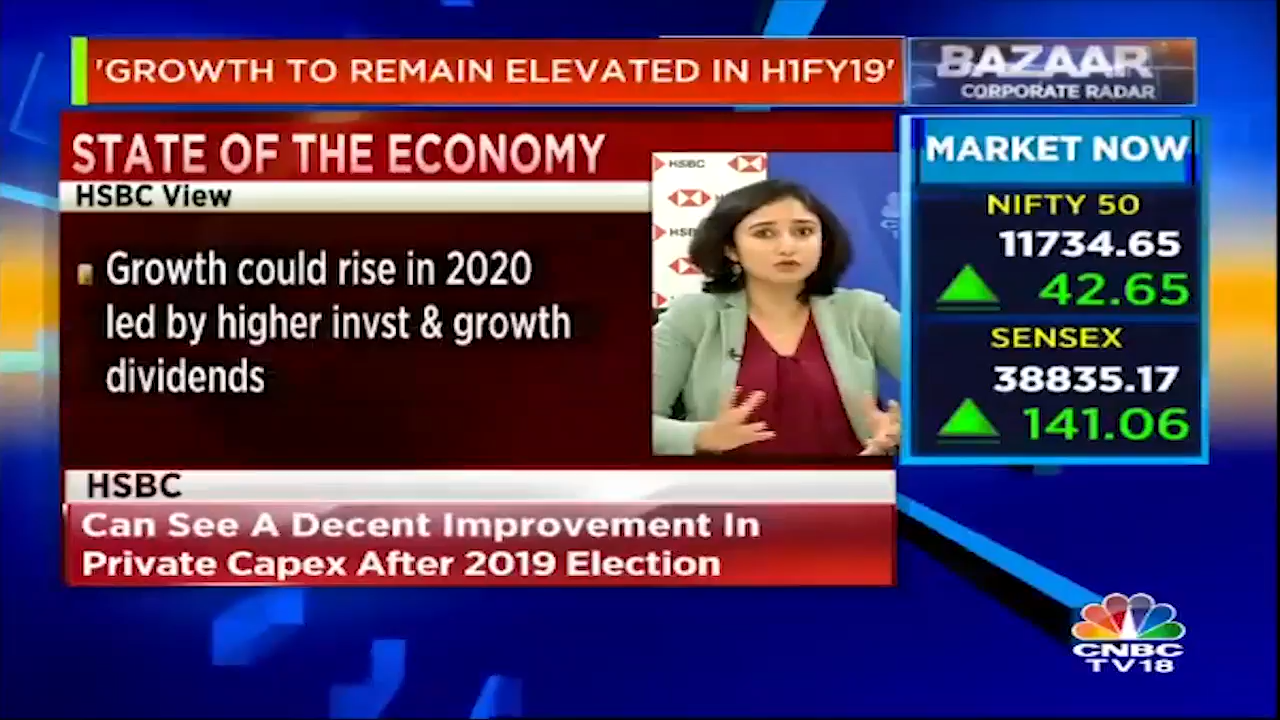 'GROWTH TO REMAIN ELEVATED IN H1FY19'
BAZAAR
CORPORATE RADAR
STATE OF THE ECONOMY
HSBC View
Growth could rise in 2020
led by higher invst & growth
dividends
HSBC
HSBC
Can See A Decent Improvement In
Private Capex After 2019 Election
MARKET NOW
NIFTY 50
11734.65
42.65
SENSEX
38835.17
141.06
CNBC
TV18